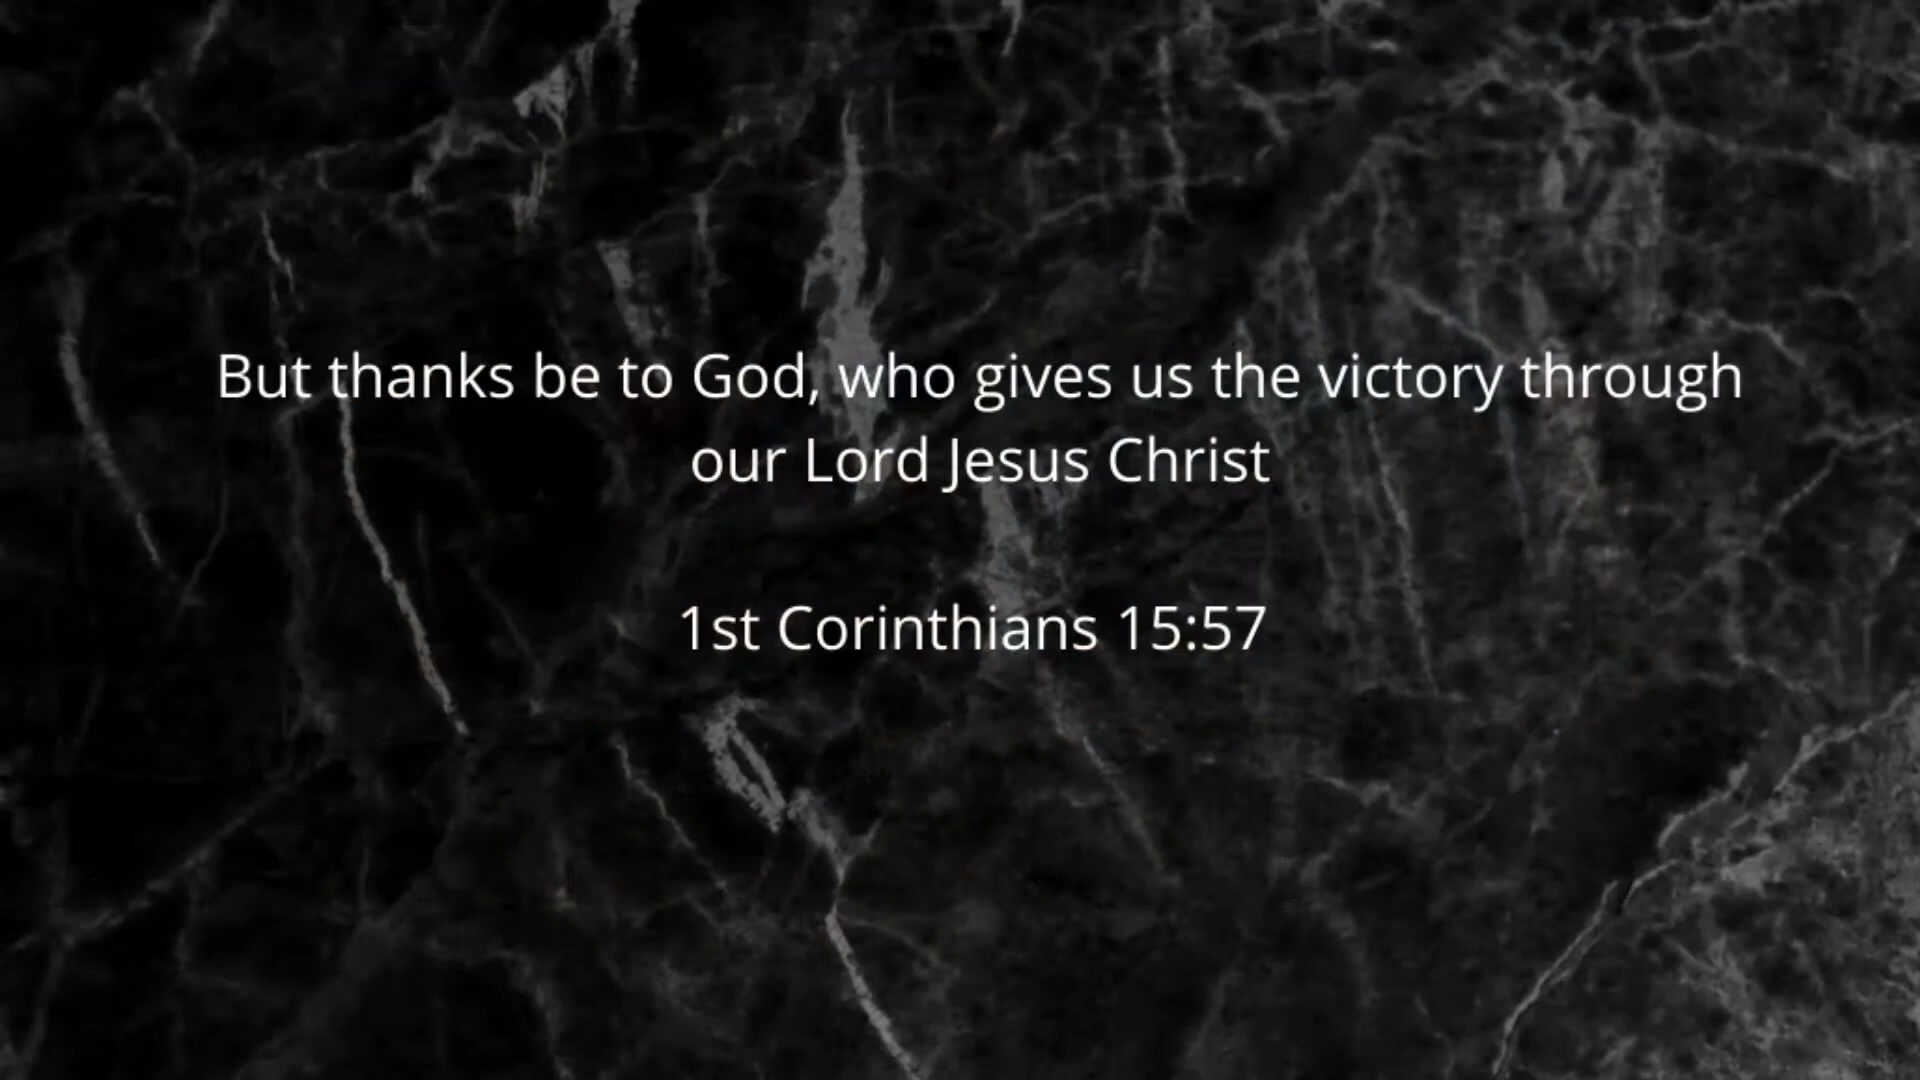 But thanks be to God, who gives us the victory through
our Lord Jesus Christ
1st Corinthians 15:57